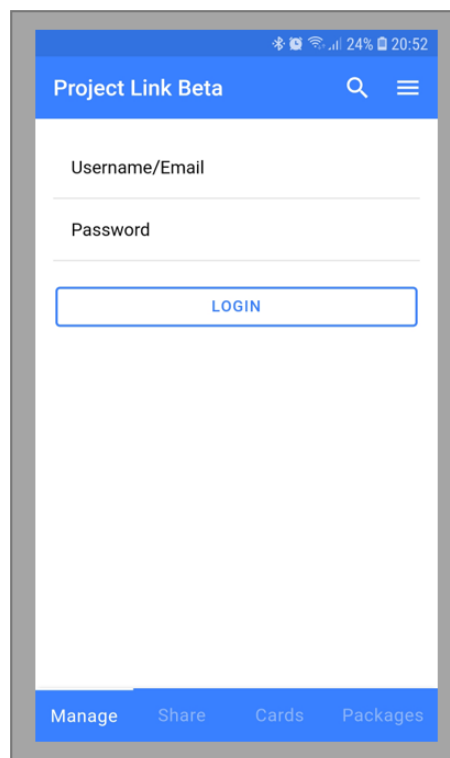 24% 20:52
Project Link Beta
Username/Email
Password
LOGIN
Manage Share Cards Packages